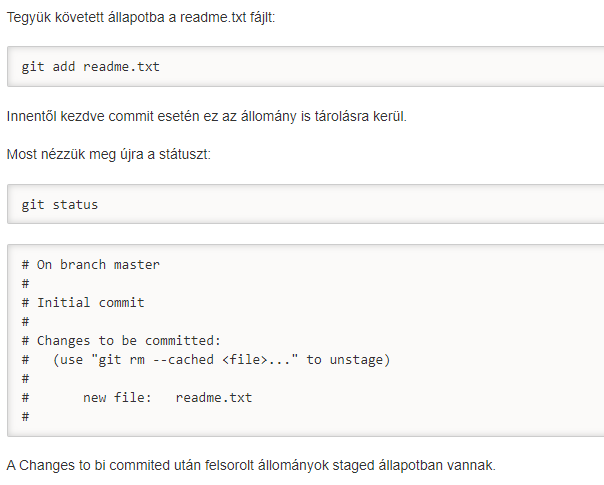 Tegyük követett állapotba a readme.txt fájlt:
git add readme.txt
Innentől kezdve commit esetén ez az állomány is tárolásra kerül.
Most nézzük meg újra a státuszt:
git status
# On branch master
#
# Initial commit
#
# Changes to be committed:
#   (use "git rm --cached <file>..." to unstage)
#
#       new file:   readme.txt
#
A Changes to bi commited után felsorolt állományok staged állapotban vannak.